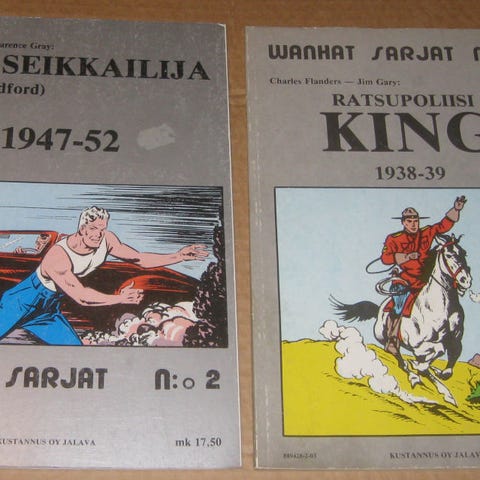 arence Gray:
SEIKKAILIJA
dford)
1947-52
SARJAT N:o 2
KUSTANNUS OY JALAVA
mk 17,50
WANHAT SARJAT N
Charles Flanders — Jim Gary:
RATSUPOLIISI
KING
1938-39
KUSTANNUS OY JALAVA